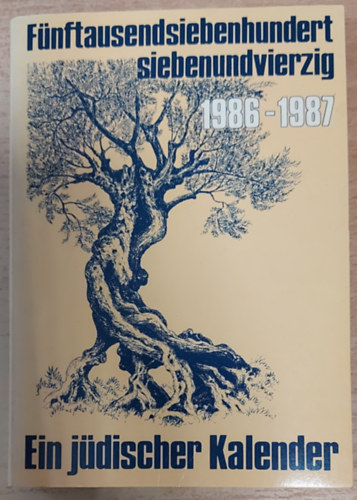 Fünftausendsiebenhundert
siebenundvierzig
1986-1987
Ein jüdischer Kalender